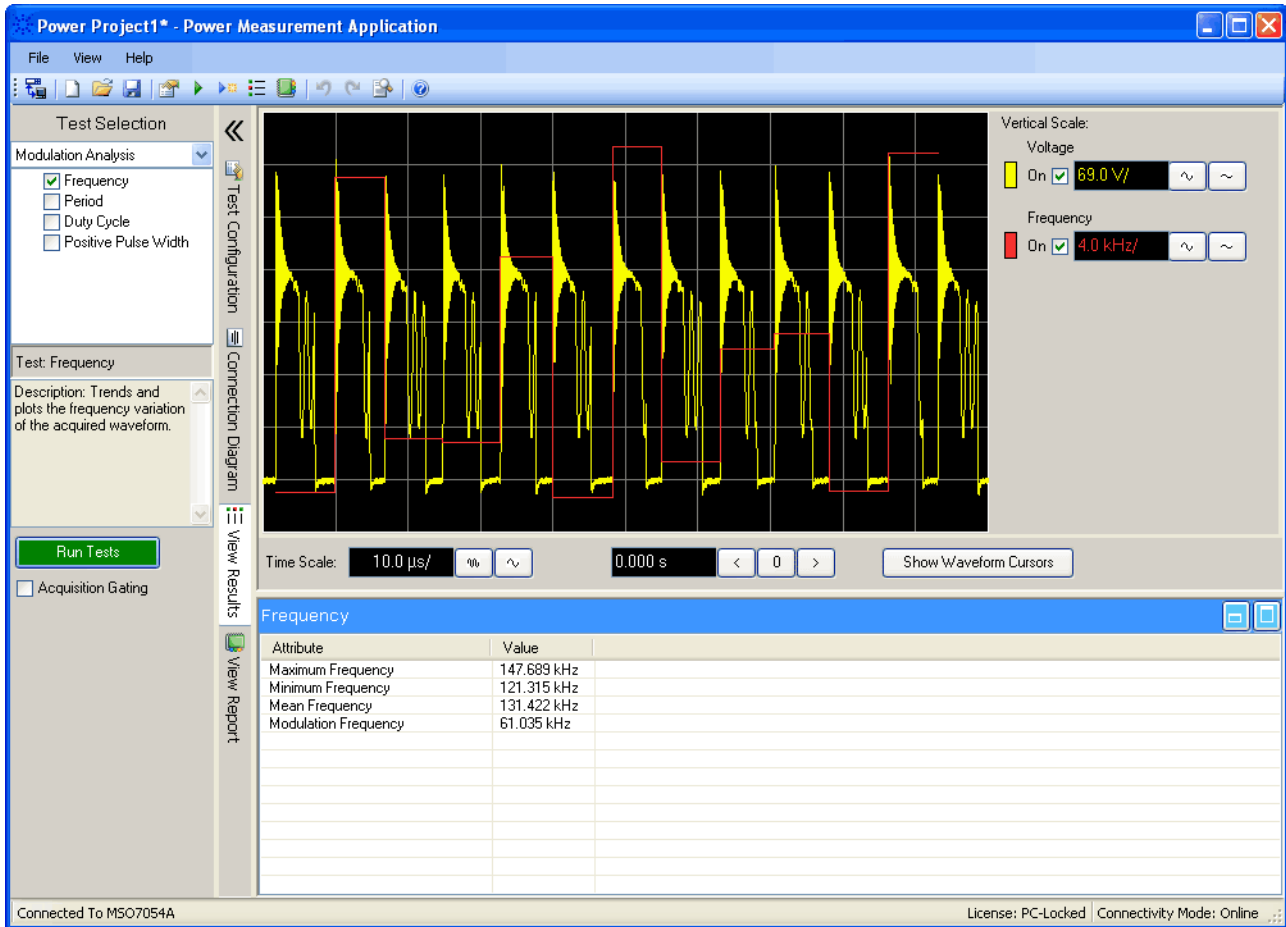 Power Project1* - Power Measurement Application
File View Help
Test Selection
Modulation Analysis
Frequency
Period
Duty Cycle
Positive Pulse Width
Test: Frequency
Description: Trends and
plots the frequency variation
of the acquired waveform.
Run Tests
Acquisition Gating
Test Configuration
Connection Diagram
View Results
View Report
Vertical Scale:
Voltage
On 69.0 V/
Frequency
On 4.0 kHz/
Time Scale: 10.0 µs/ 0.000 s < 0 > Show Waveform Cursors
Frequency
Attribute Value
Maximum Frequency 147.689 kHz
Minimum Frequency 121.315 kHz
Mean Frequency 131.422 kHz
Modulation Frequency 61.035 kHz
Connected To MSO7054A License: PC-Locked Connectivity Mode: Online